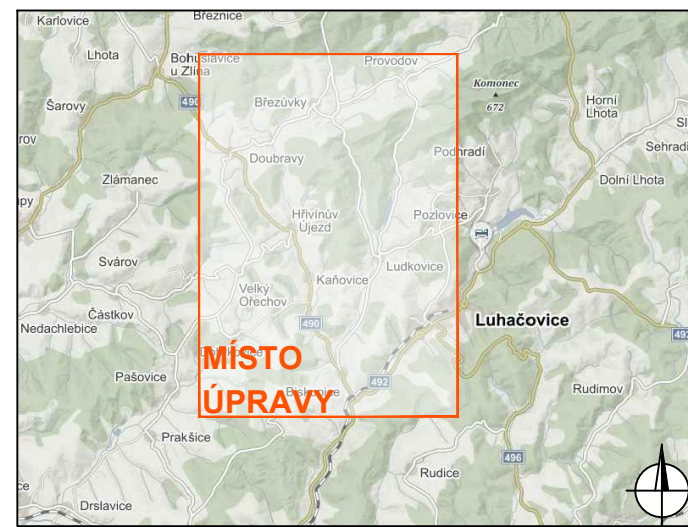 Karlovice
Březnice
Lhota
Bohuslavice
u Zlína
Provodov
Komonec
672
Šarovy
490
Březůvky
Horní
Lhota
Doubravy
Podhradí
Sehradi
Zlámanec
Dolní Lhota
Hřivínův
Újezd
Pozlovice
Svárov
Kaňovice
Ludkovice
Velký
Ořechov
Částkov
490
Luhačovice
Nedachlebice
MÍSTO
ÚPRAVY
Pašovice
492
Biskupice
Rudimov
Prakšice
496
Rudice
Drslavice